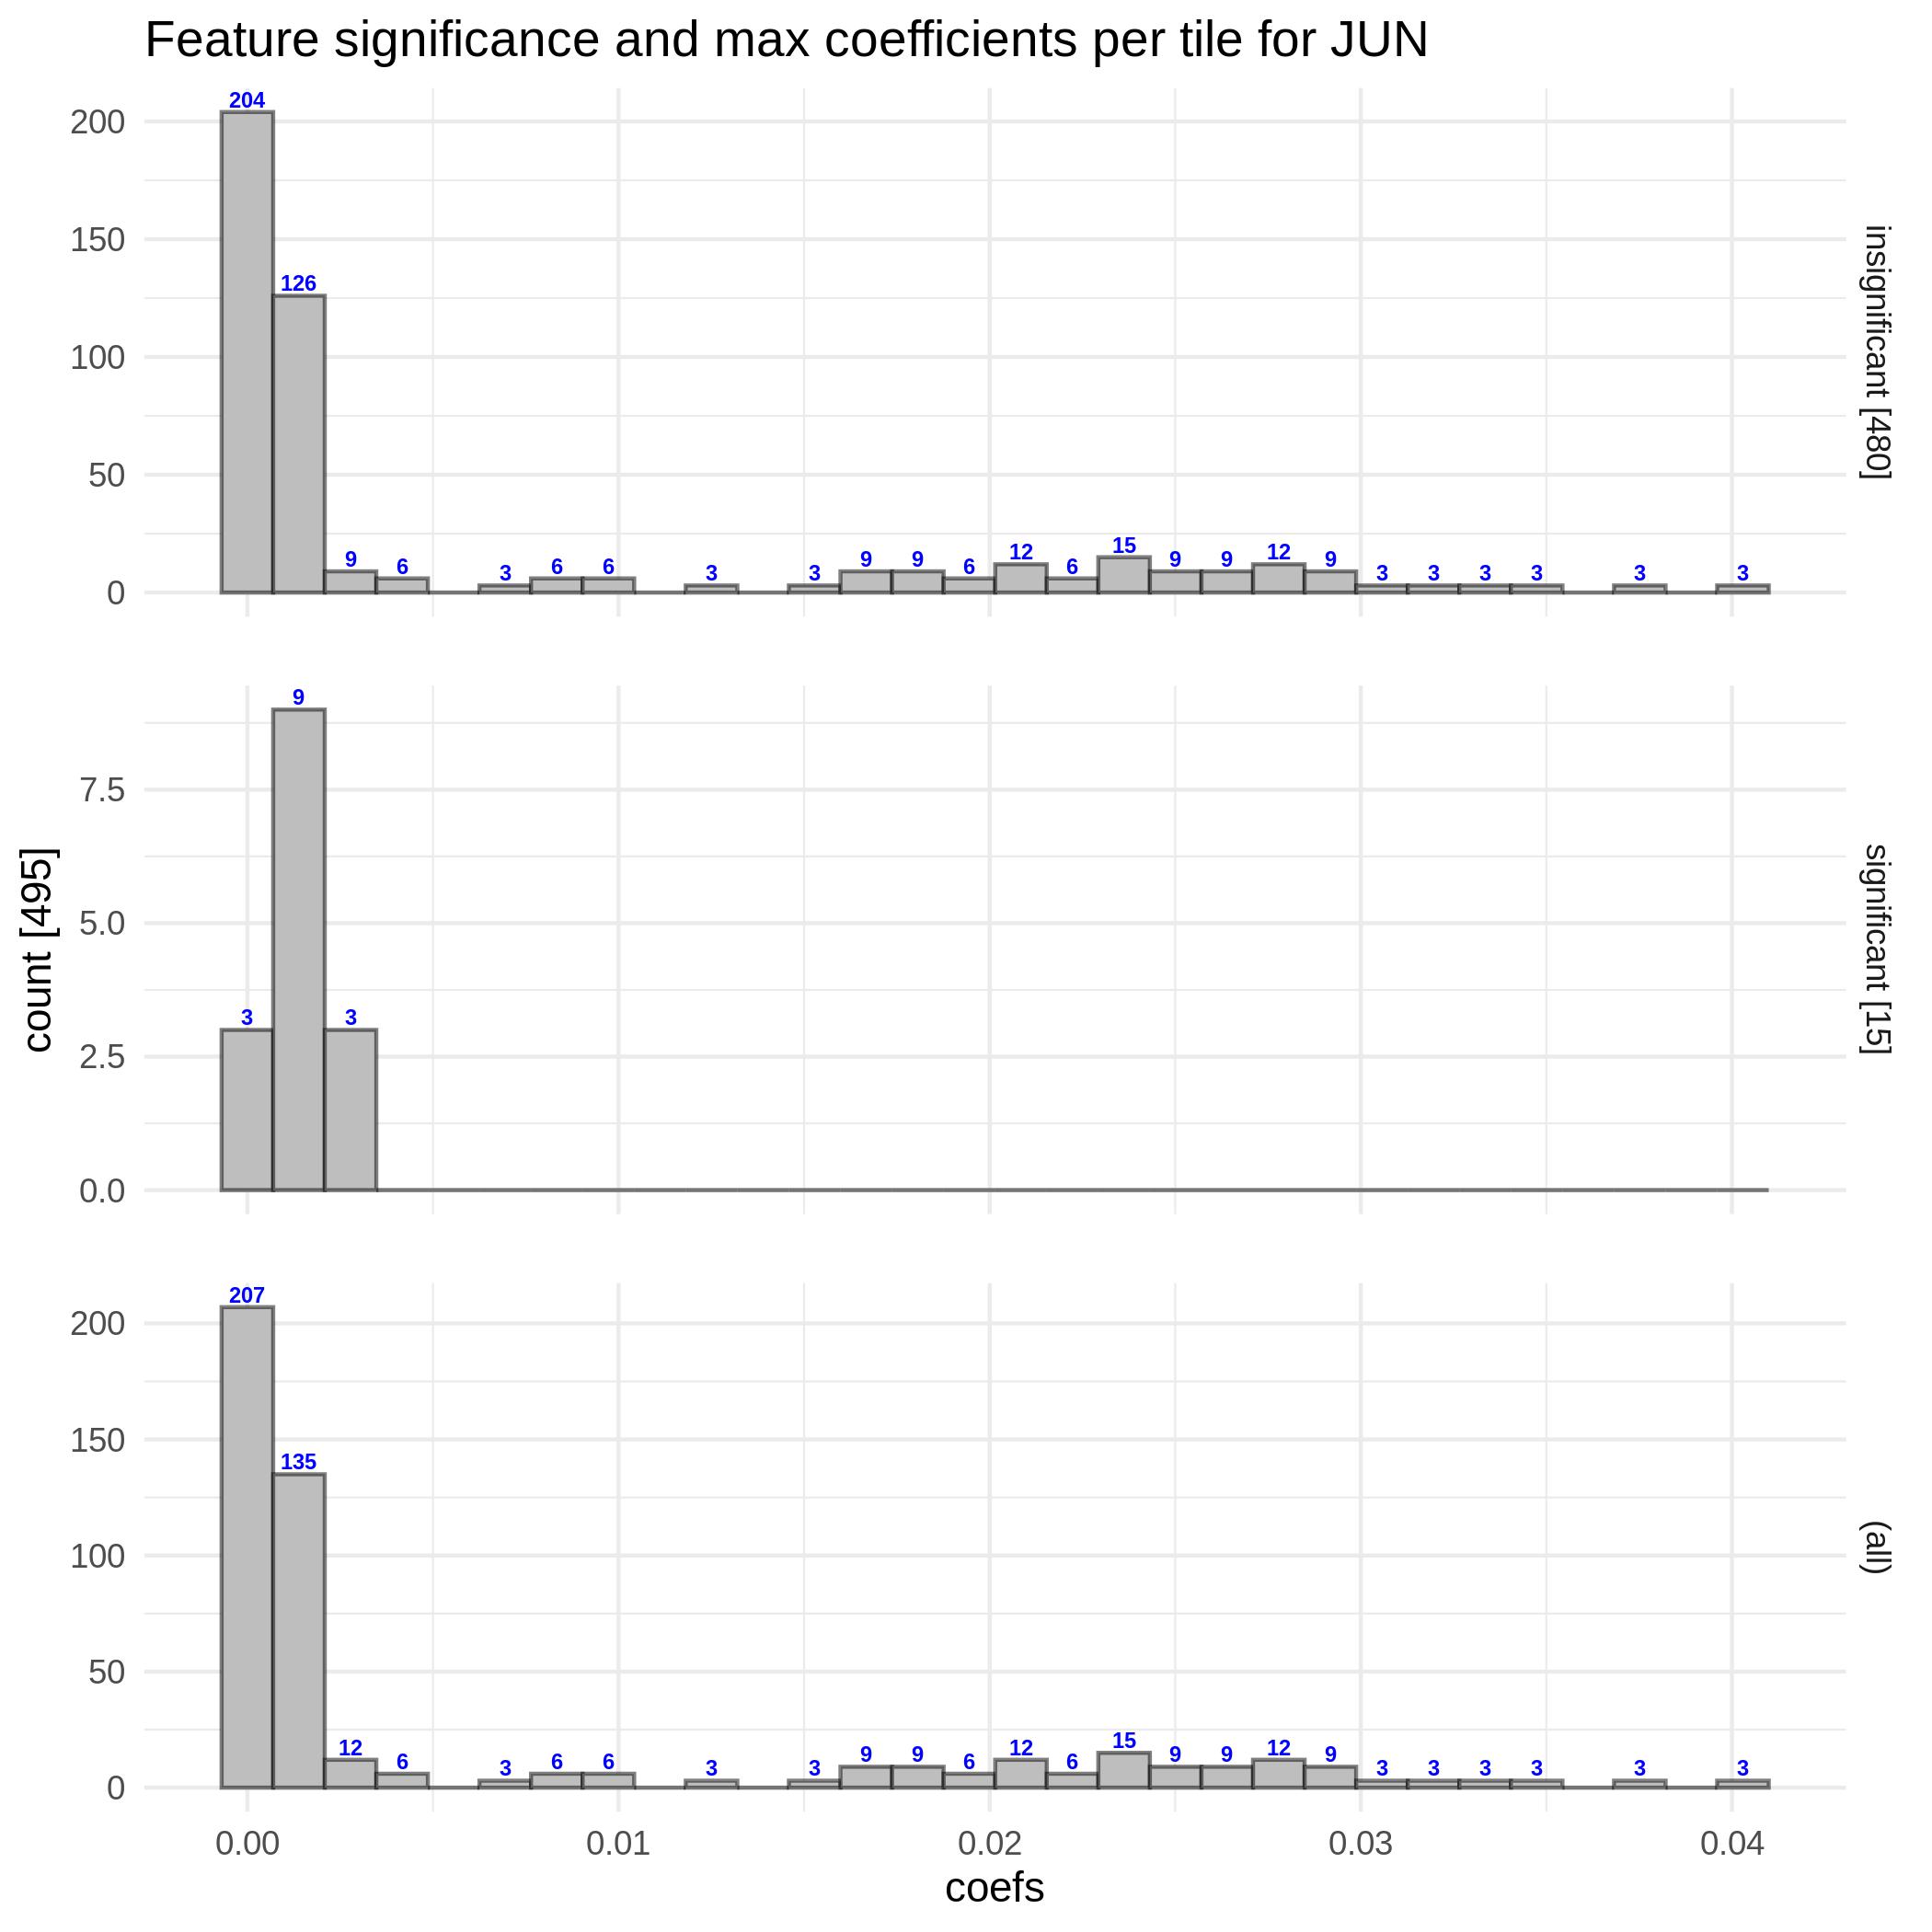 Feature significance and max coefficients per tile for JUN
204
200
150
126
100
50
9 6 3 6 6 3 3 9 9 6 12 6 15 9 9 12 9 3 3 3 3 3 3
0
insignificant [480]
9
7.5
5.0
3 3
2.5
0.0
significant [15]
count [495]
207
200
150
135
100
50
12 6 3 6 6 3 3 9 9 6 12 6 15 9 9 12 9 3 3 3 3 3 3
0
(all)
0.00 0.01 0.02 0.03 0.04
coefs